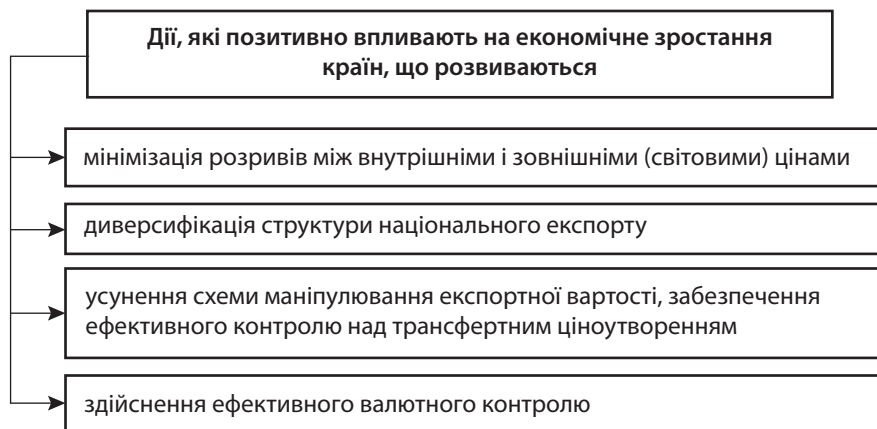 Дії, які позитивно впливають на економічне зростання
країн, що розвиваються
мінімізація розривів між внутрішніми і зовнішніми (світовими) цінами
диверсифікація структури національного експорту
усунення схеми маніпулювання експортної вартості, забезпечення
ефективного контролю над трансфертним ціноутворенням
здійснення ефективного валютного контролю